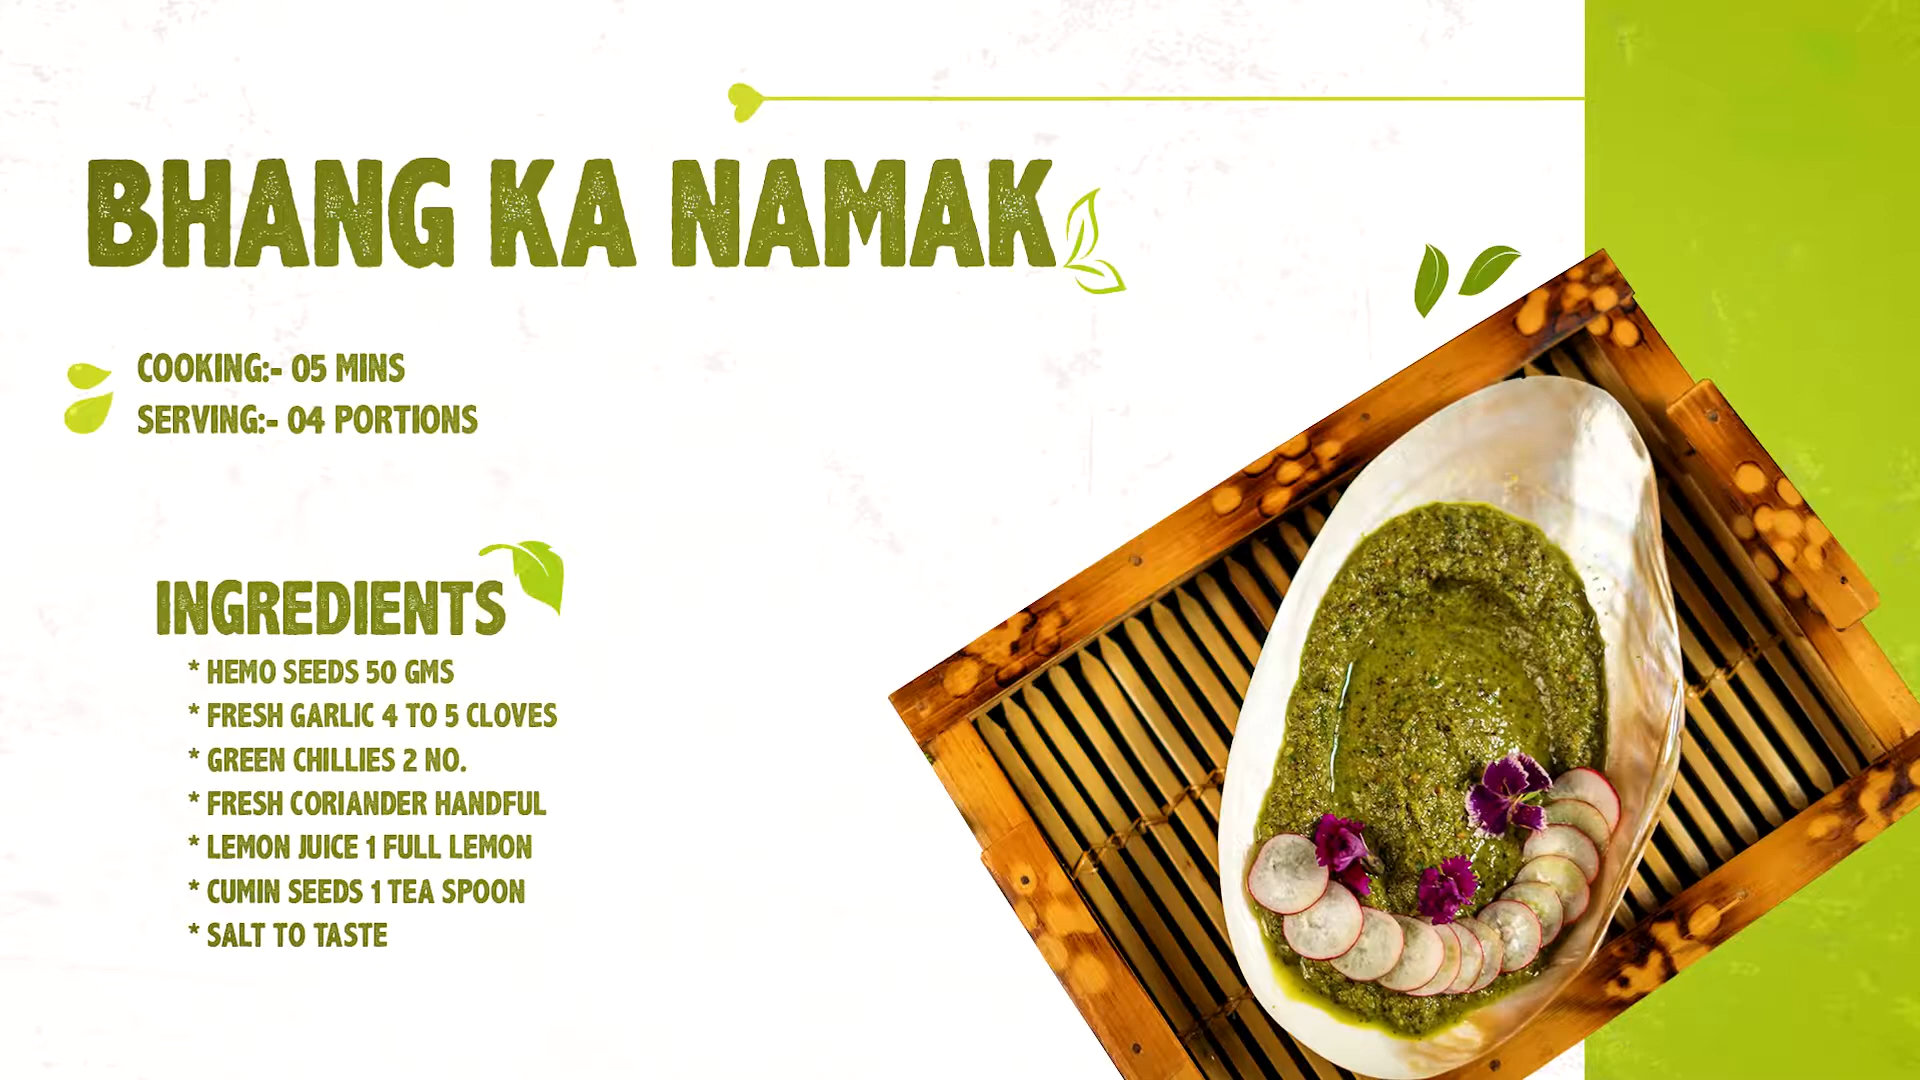 BHANG KA NAMAK
COOKING:- 05 MINS
SERVING:- 04 PORTIONS
INGREDIENTS
* HEMO SEEDS 50 GMS
* FRESH GARLIC 4 TO 5 CLOVES
* GREEN CHILLIES 2 NO.
* FRESH CORIANDER HANDFUL
* LEMON JUICE 1 FULL LEMON
* CUMIN SEEDS 1 TEA SPOON
* SALT TO TASTE